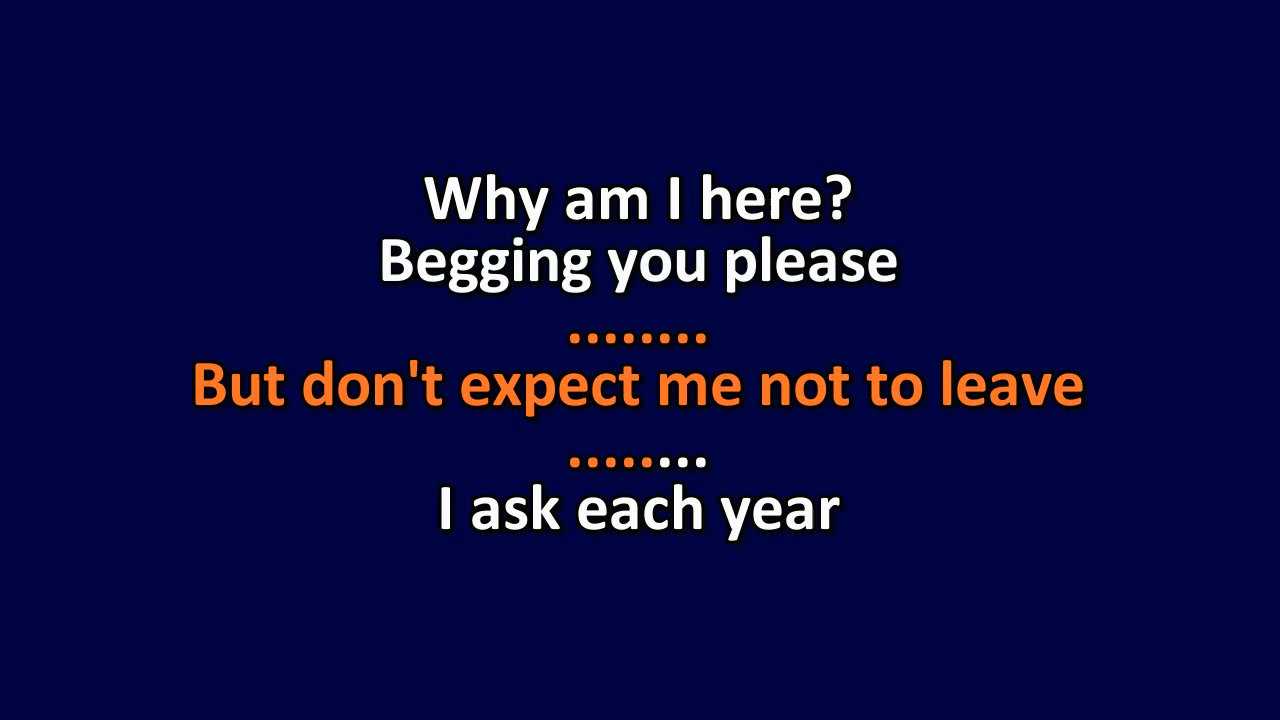 Why am I here?
Begging you please
........
But don't expect me not to leave
........
I ask each year